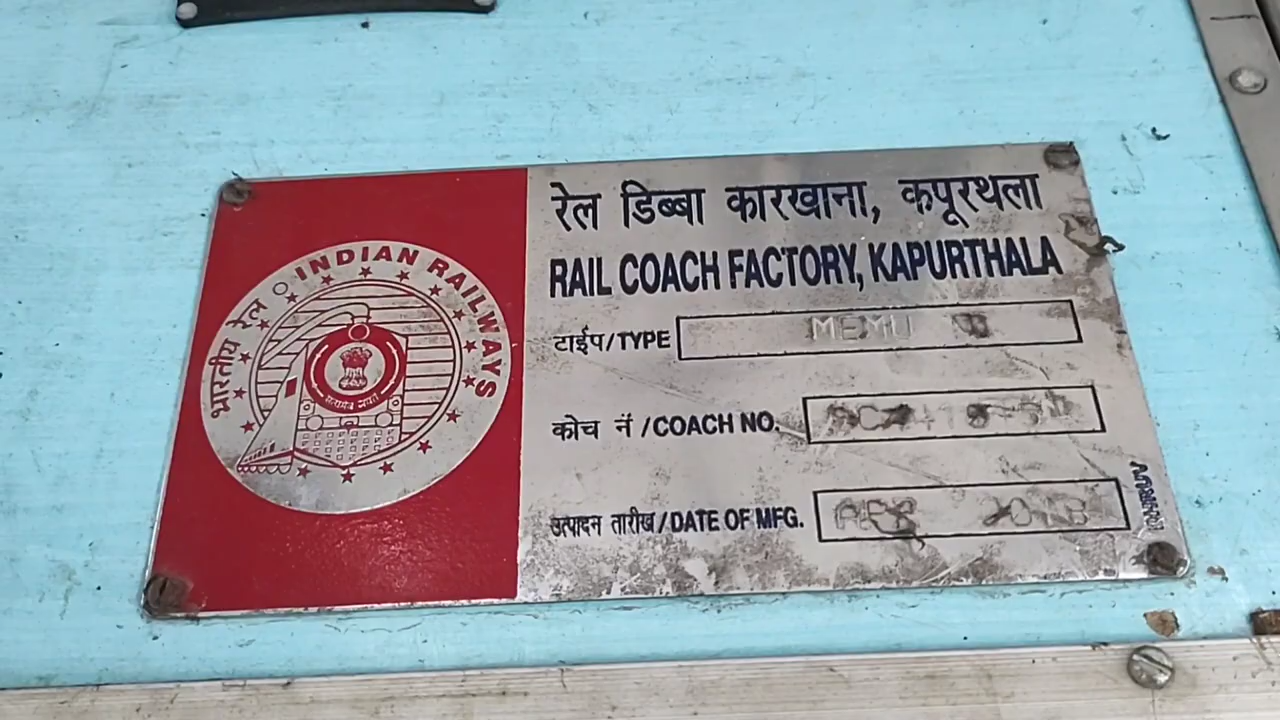 भारतीय रेल INDIAN RAILWAYS
रेल डिब्बा कारखाना, कपूरथला
RAIL COACH FACTORY, KAPURTHALA
टाईप/TYPE MEMU
कोच नं /COACH NO.
उत्पादन तारीख/DATE OF MFG. 2018